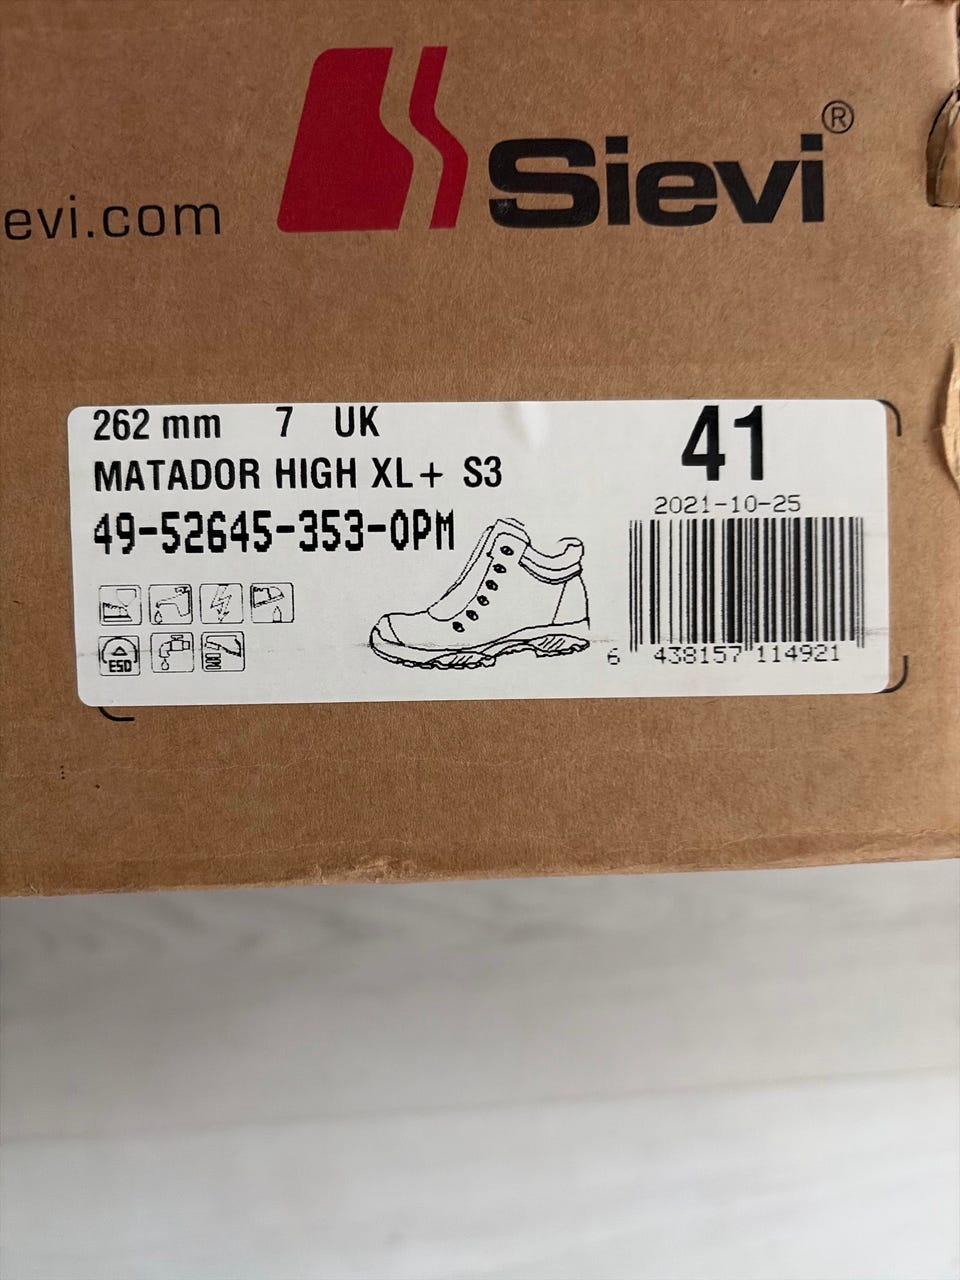 Sievi®
evi.com
262 mm 7 UK
MATADOR HIGH XL+ S3
49-52645-353-0PM
41
2021-10-25
ESD
6 438157 114921